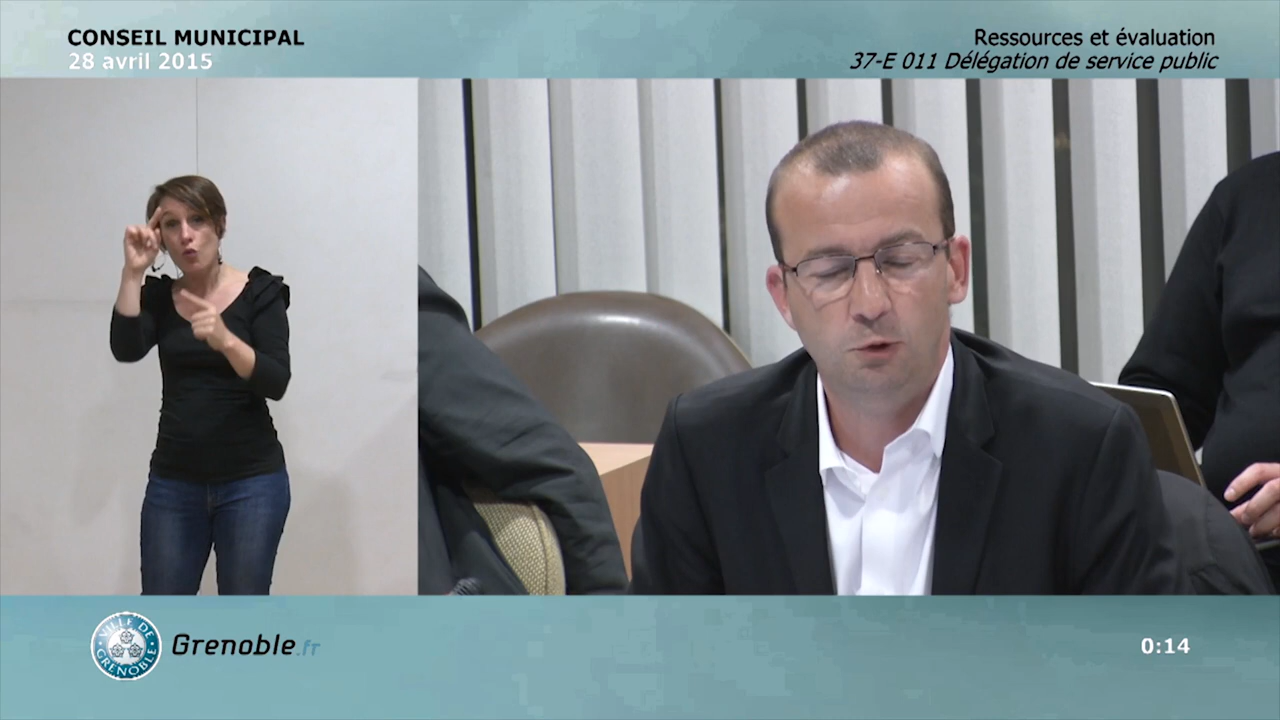 CONSEIL MUNICIPAL
28 avril 2015
Ressources et évaluation
37-E 011 Délégation de service public
VILLE DE
GRENOBLE
Grenoble.fr
0:14